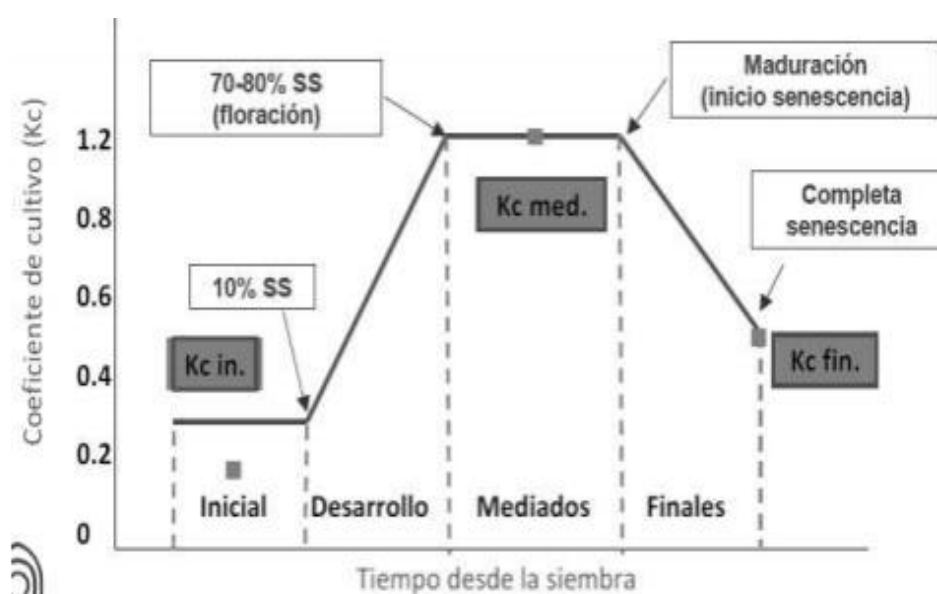 70-80% SS
(floración)
Maduración
(inicio senescencia)
Completa
senescencia
10% SS
Kc in.
Kc med.
Kc fin.
Coeficiente de cultivo (Kc)
1.2
0.8
0.6
0.4
0.2
0
Inicial
Desarrollo
Mediados
Finales
Tiempo desde la siembra